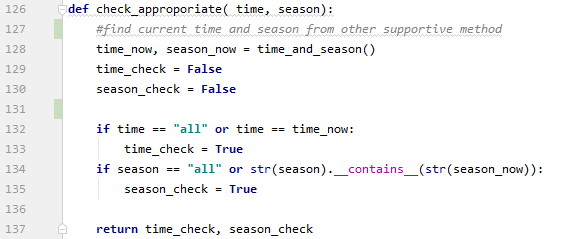 126 def check_approporiate( time, season):
127 #find current time and season from other supportive method
128 time_now, season_now = time_and_season()
129 time_check = False
130 season_check = False
131
132 if time == "all" or time == time_now:
133 time_check = True
134 if season == "all" or str(season).__contains__(str(season_now)):
135 season_check = True
136
137 return time_check, season_check